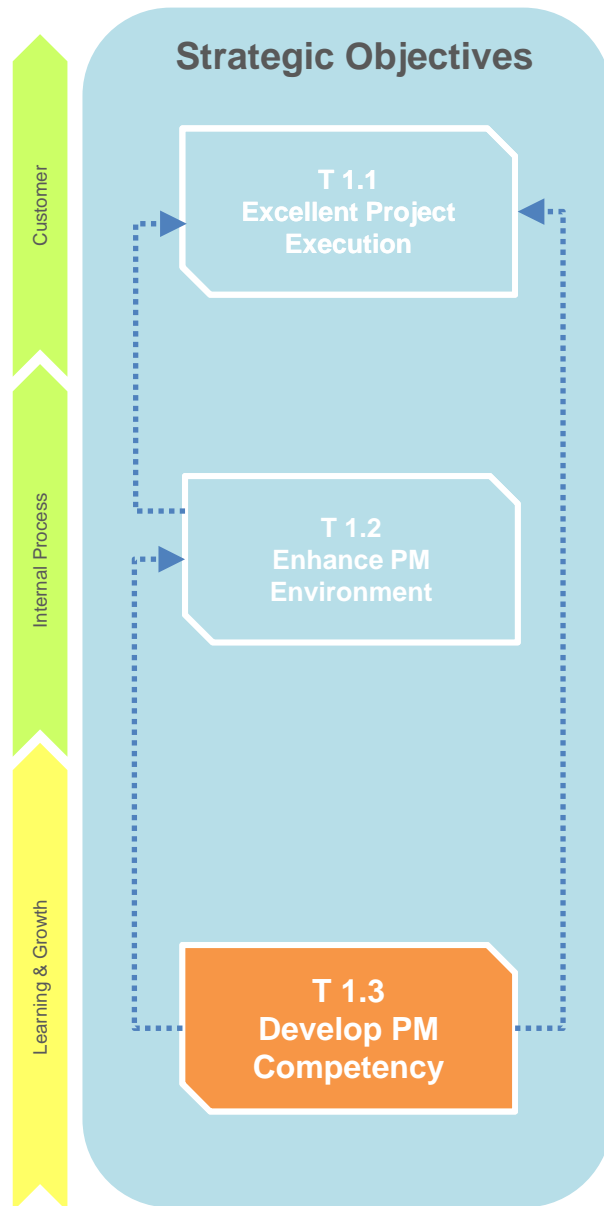 Strategic Objectives
Customer
T 1.1
Excellent Project
Execution
Internal Process
T 1.2
Enhance PM
Environment
Learning & Growth
T 1.3
Develop PM
Competency